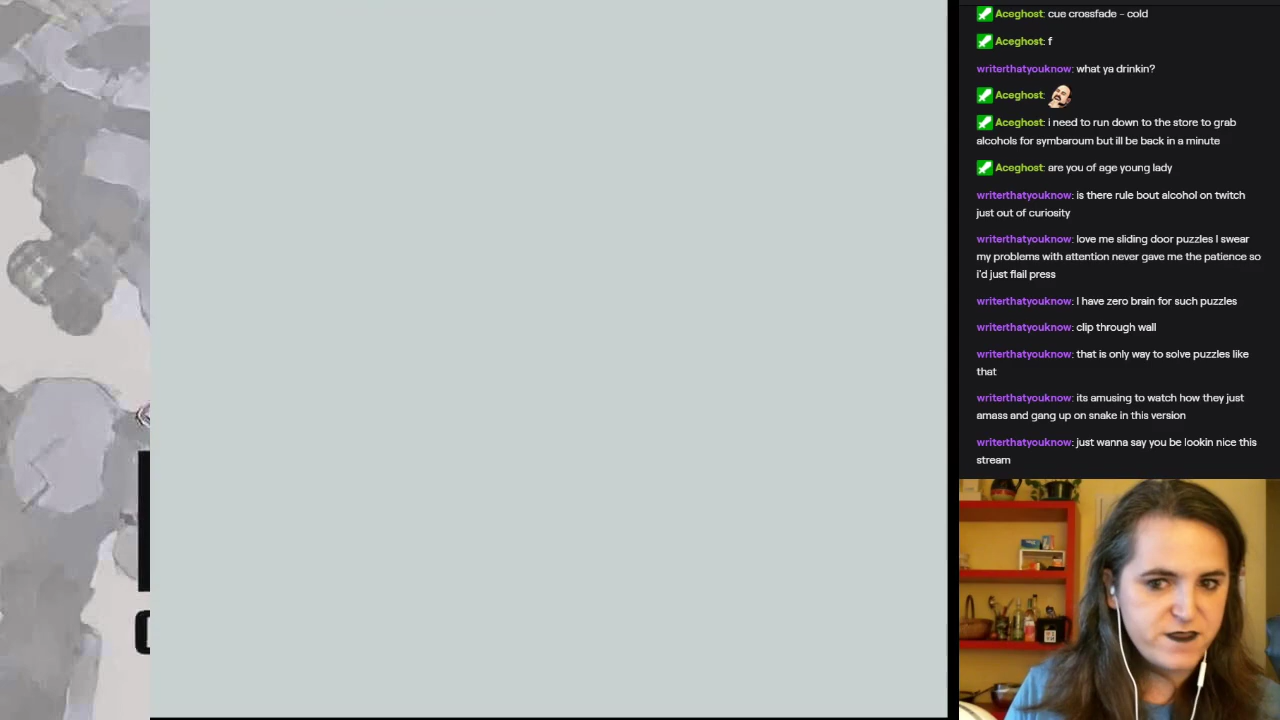 Aceghost: cue crossfade - cold
Aceghost: f
writerthatyouknow: what ya drinkin?
Aceghost:
Aceghost: i need to run down to the store to grab
alcohols for symbaroum but ill be back in a minute
Aceghost: are you of age young lady
writerthatyouknow: is there rule bout alcohol on twitch
just out of curiosity
writerthatyouknow: love me sliding door puzzles I swear
my problems with attention never gave me the patience so
i'd just flail press
writerthatyouknow: I have zero brain for such puzzles
writerthatyouknow: clip through wall
writerthatyouknow: that is only way to solve puzzles like
that
writerthatyouknow: its amusing to watch how they just
amass and gang up on snake in this version
writerthatyouknow: just wanna say you be lookin nice this
stream